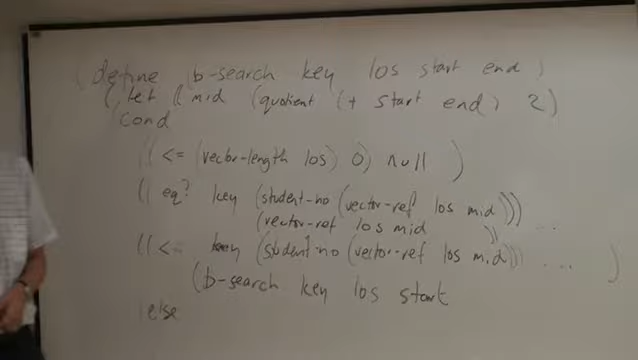 (define (b-search key los start end)
(let ((mid (quotient (+ start end) 2)
(cond
((<= (vector-length los) 0) null )
(( eq? key (student-no (vector-ref los mid)))
(vector-ref los mid )) ...
((<= key (student-no (vector-ref los mid))) ... )
(b-search key los start
(else